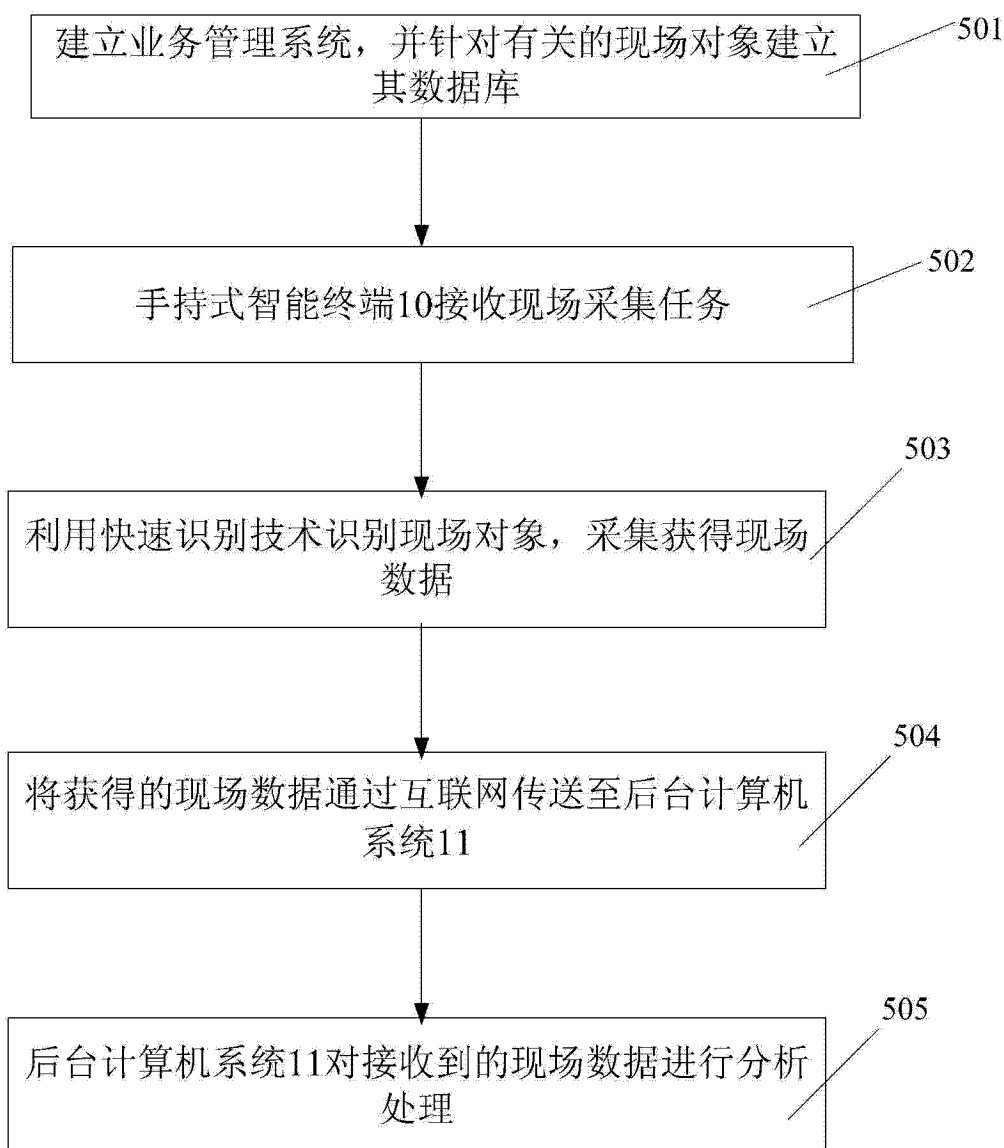 建立业务管理系统，并针对有关的现场对象建立
其数据库
501
手持式智能终端10接收现场采集任务
502
利用快速识别技术识别现场对象，采集获得现场
数据
503
将获得的现场数据通过互联网传送至后台计算机
系统11
504
后台计算机系统11对接收到的现场数据进行分析
处理
505